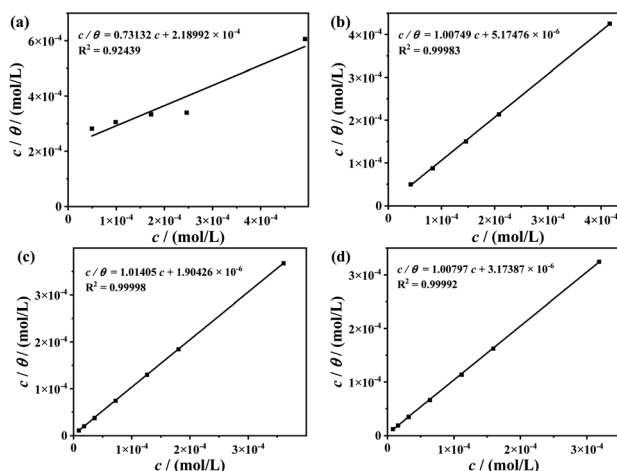 (a)
c / θ = 0.73132 c + 2.18992 × 10⁻⁴
R² = 0.92439
6×10⁻⁴
4×10⁻⁴
2×10⁻⁴
0
0 1×10⁻⁴ 2×10⁻⁴ 3×10⁻⁴ 4×10⁻⁴
c / θ / (mol/L)
c / (mol/L)
(b)
c / θ = 1.00749 c + 5.17476 × 10⁻⁶
R² = 0.99983
4×10⁻⁴
3×10⁻⁴
2×10⁻⁴
1×10⁻⁴
0
0 1×10⁻⁴ 2×10⁻⁴ 3×10⁻⁴ 4×10⁻⁴
c / θ / (mol/L)
c / (mol/L)
(c)
c / θ = 1.01405 c + 1.90426 × 10⁻⁶
R² = 0.99998
3×10⁻⁴
2×10⁻⁴
1×10⁻⁴
0
0 1×10⁻⁴ 2×10⁻⁴ 3×10⁻⁴
c / θ / (mol/L)
c / (mol/L)
(d)
c / θ = 1.00797 c + 3.17387 × 10⁻⁶
R² = 0.99992
3×10⁻⁴
2×10⁻⁴
1×10⁻⁴
0
0 1×10⁻⁴ 2×10⁻⁴ 3×10⁻⁴
c / θ / (mol/L)
c / (mol/L)